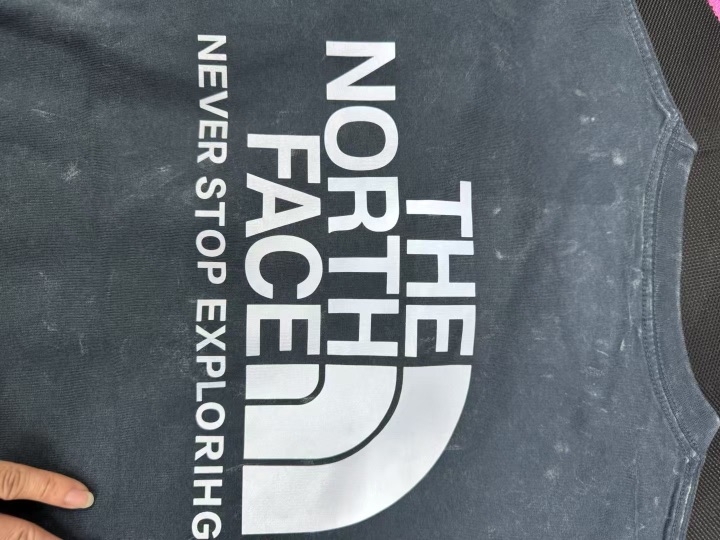 THE
NORTH
FACE
NEVER STOP EXPLORIHG